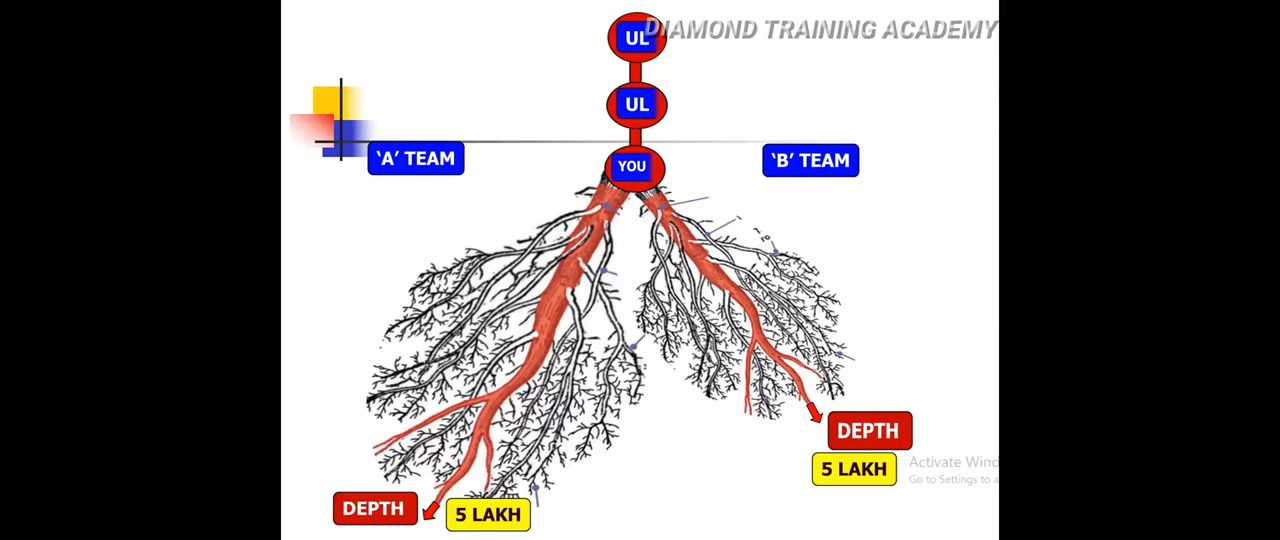 UL
DIAMOND TRAINING ACADEMY
UL
‘A’ TEAM
YOU
‘B’ TEAM
DEPTH
5 LAKH
Activate Wind
Go to Settings to a
DEPTH
5 LAKH